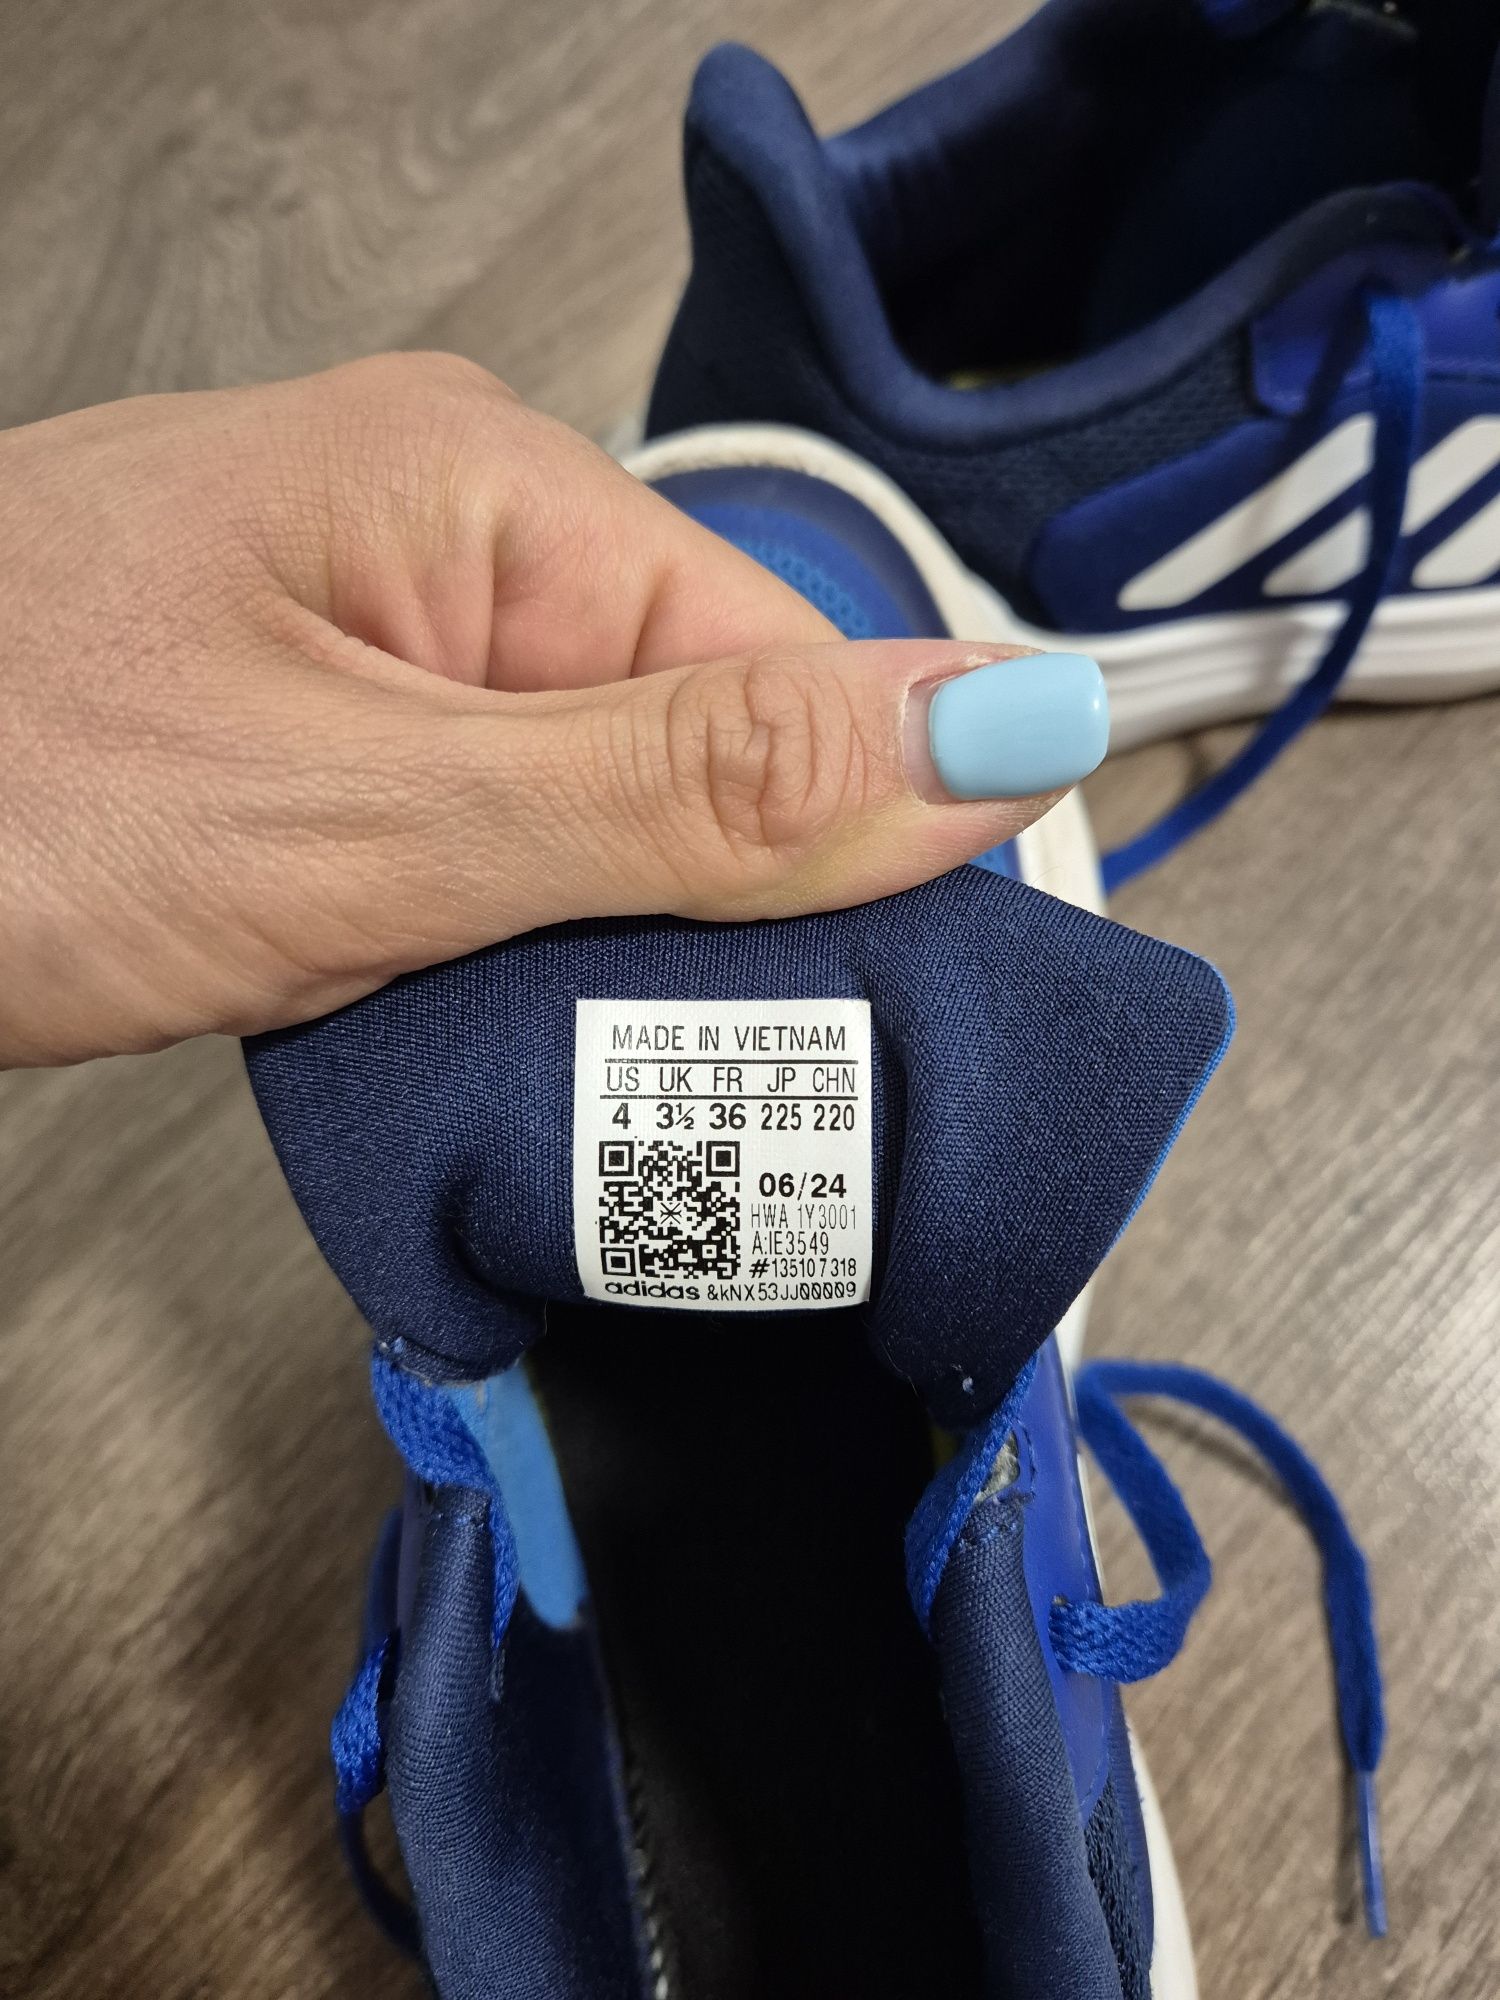 MADE IN VIETNAM
US UK FR JP CHN
4 3½ 36 225 220
06/24
HWA 1Y3001
A:IE3549
#135107318
adidas &kNX53JJ00009